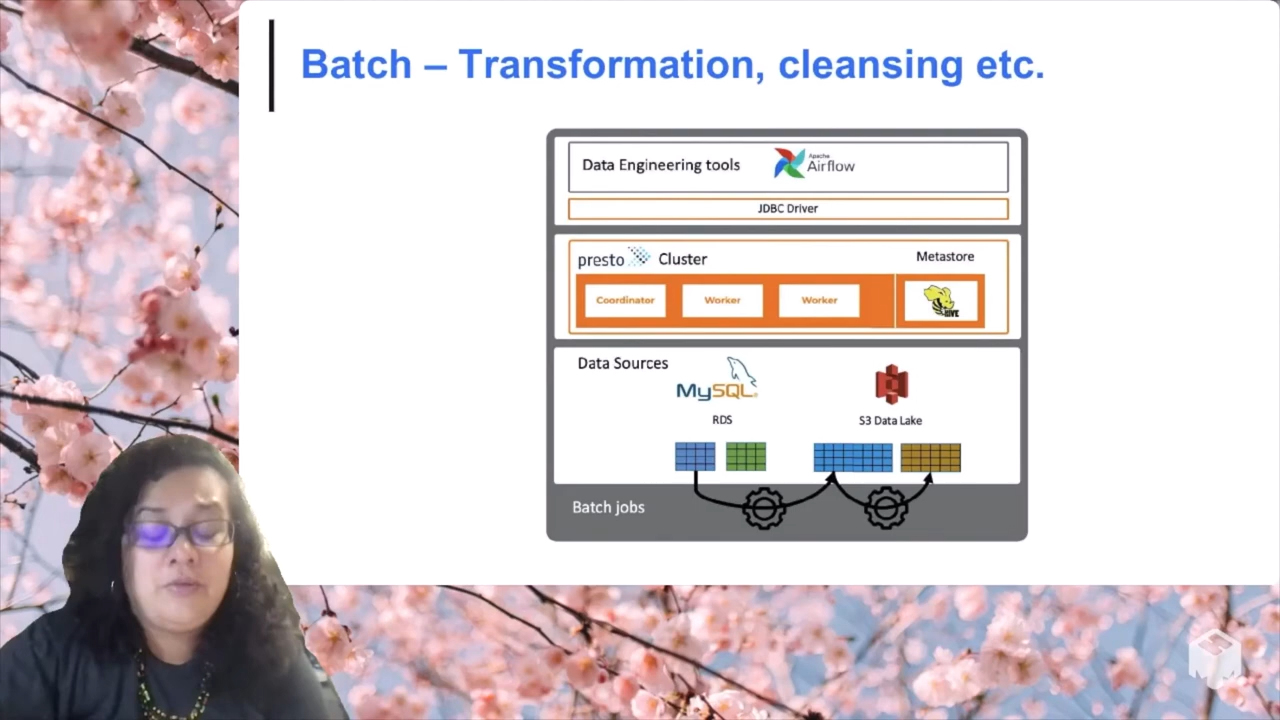 Batch – Transformation, cleansing etc.
Data Engineering tools
Apache
Airflow
JDBC Driver
presto Cluster
Metastore
Coordinator
Worker
Worker
HIVE
Data Sources
MySQL
RDS
S3 Data Lake
Batch jobs